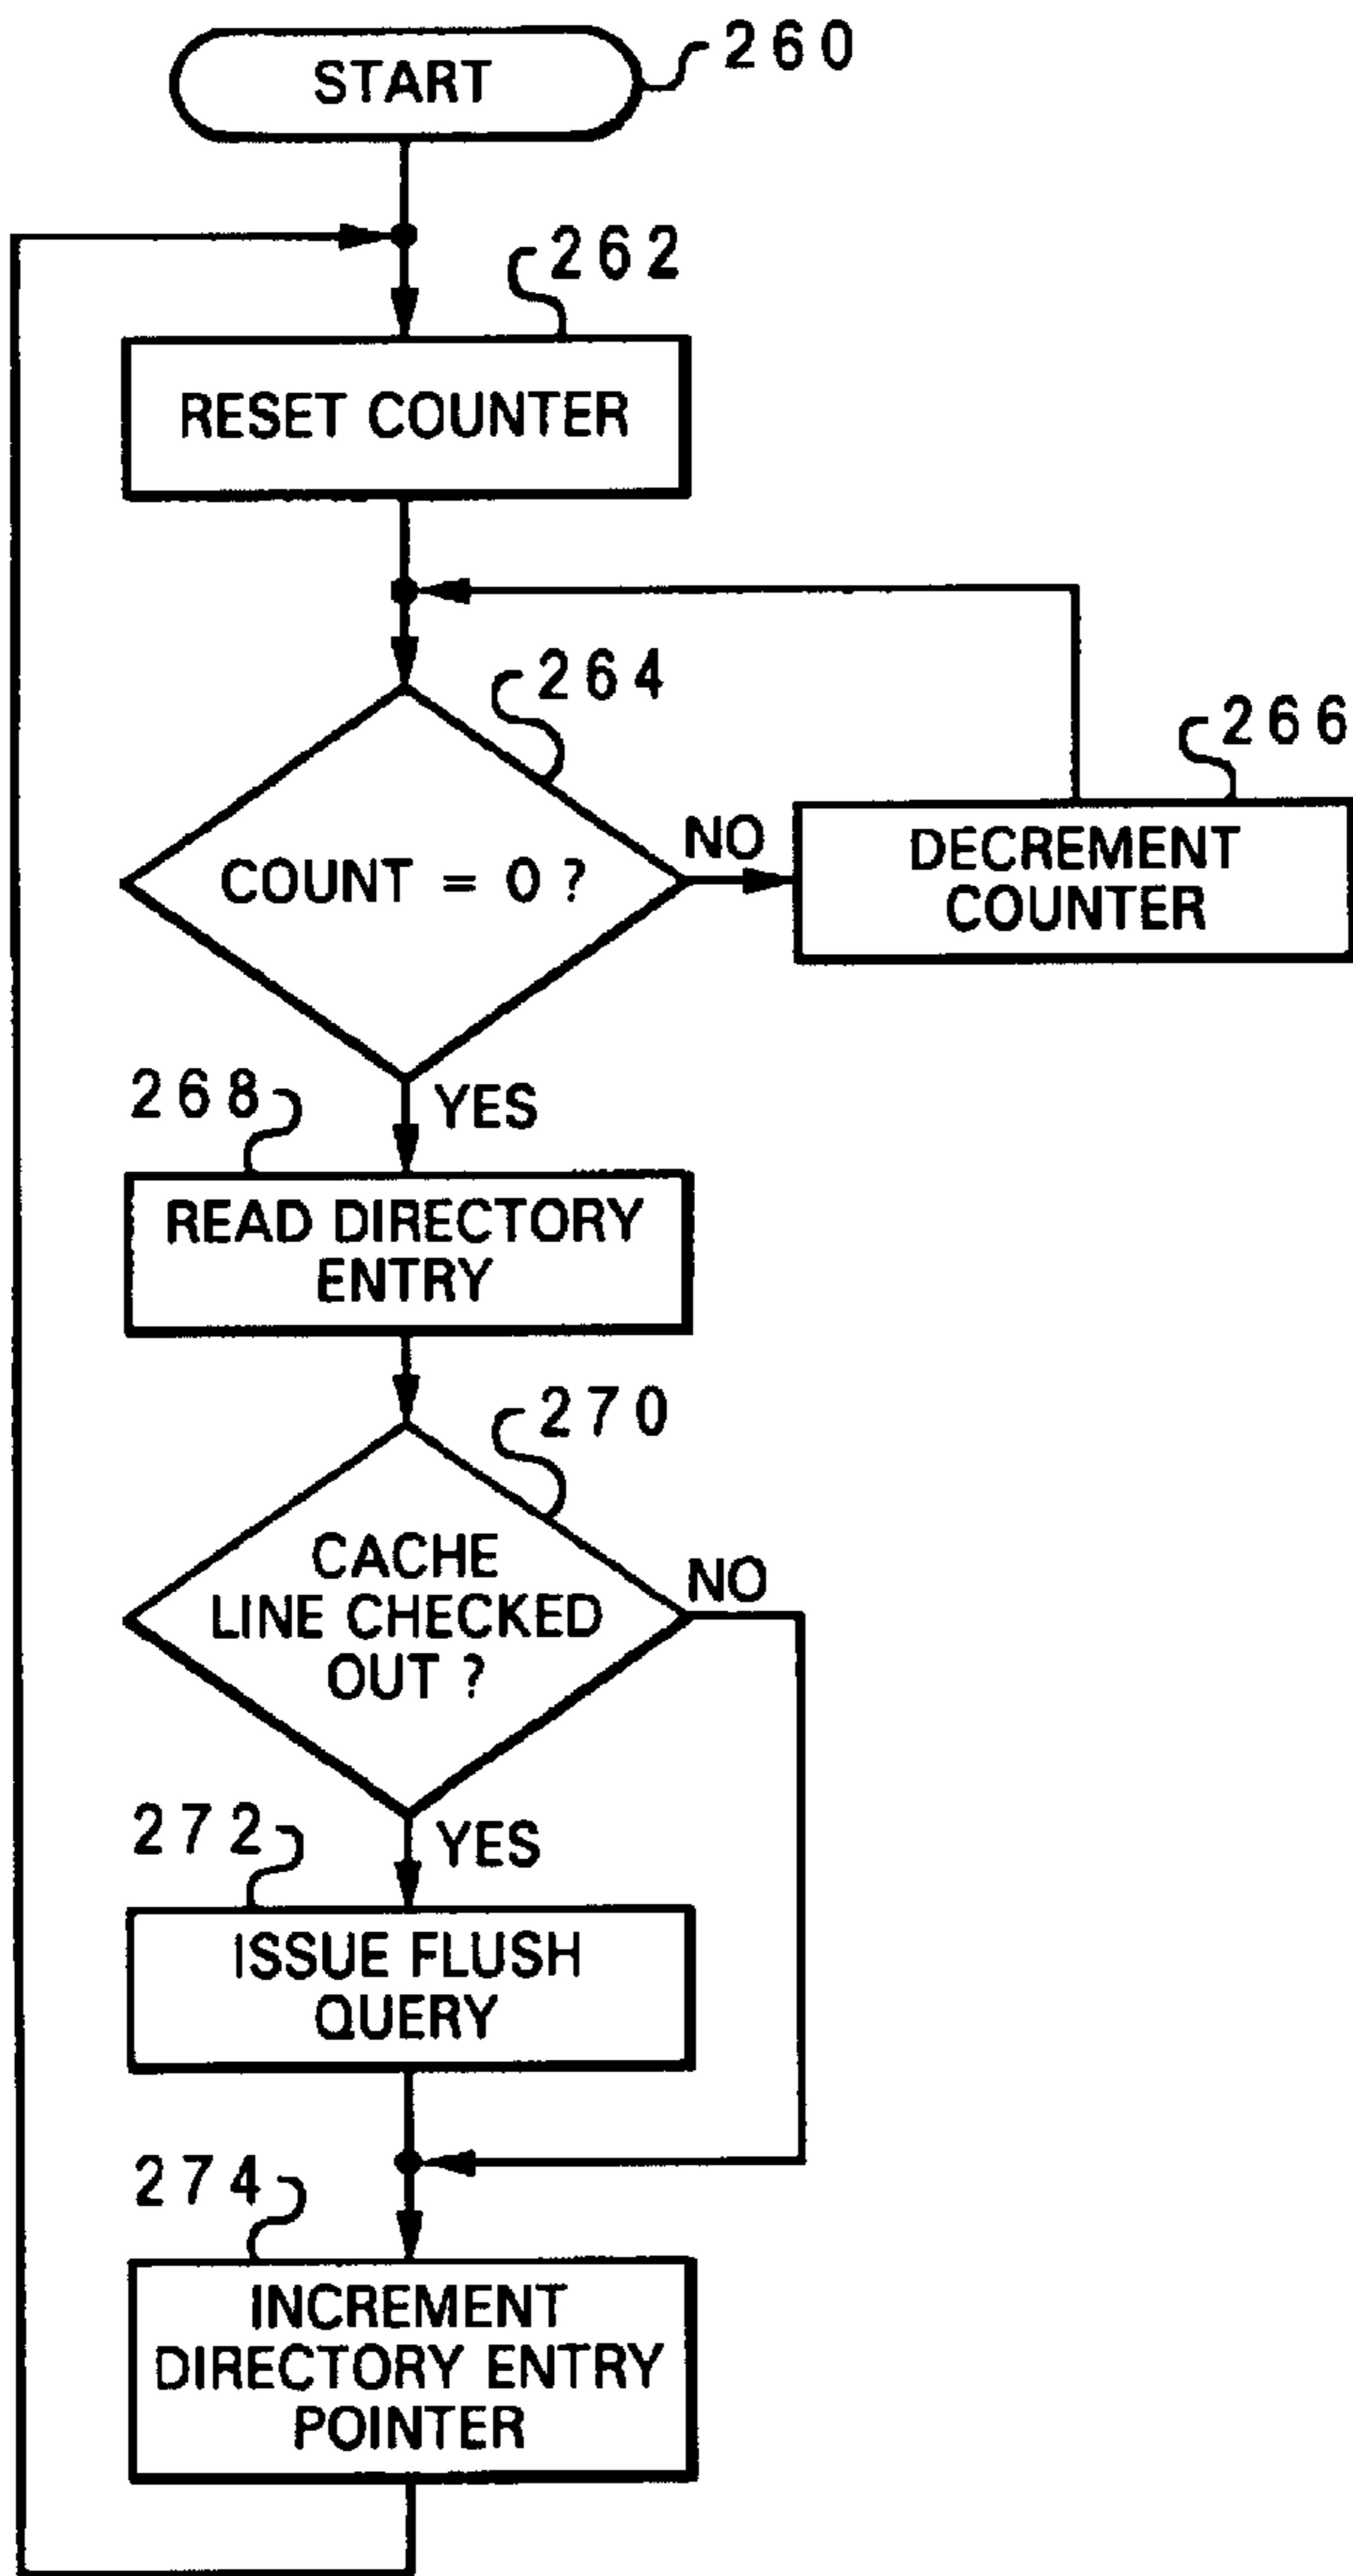 START
260
262
RESET COUNTER
264
266
COUNT = 0 ?
NO
DECREMENT
COUNTER
YES
268
READ DIRECTORY
ENTRY
270
CACHE
LINE CHECKED
OUT ?
NO
YES
272
ISSUE FLUSH
QUERY
274
INCREMENT
DIRECTORY ENTRY
POINTER